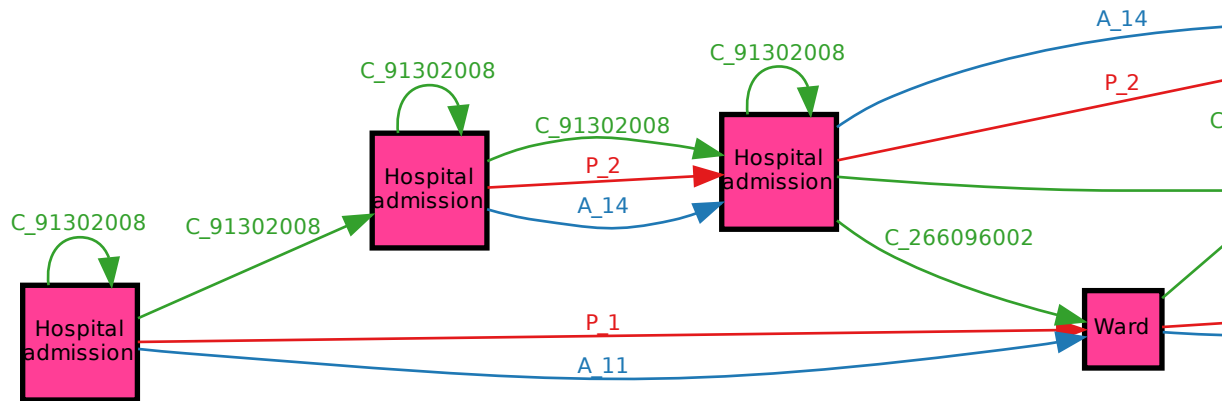 A_14
C_91302008
C_91302008
P_2
C_91302008
C
Hospital
admission
P_2
Hospital
admission
A_14
C_91302008
C_91302008
C_266096002
P_1
Ward
Hospital
admission
A_11